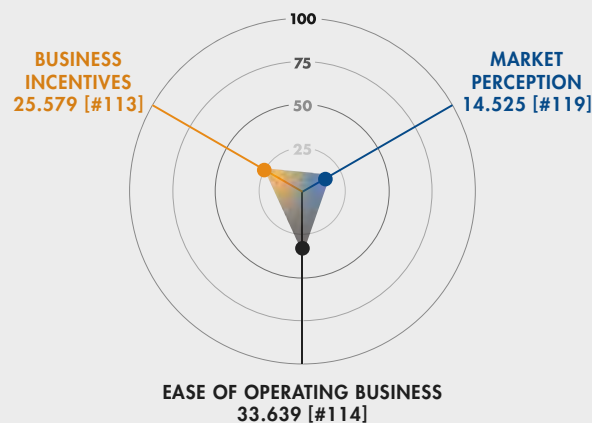 100
75
50
25
BUSINESS
INCENTIVES
25.579 [#113]
MARKET
PERCEPTION
14.525 [#119]
EASE OF OPERATING BUSINESS
33.639 [#114]